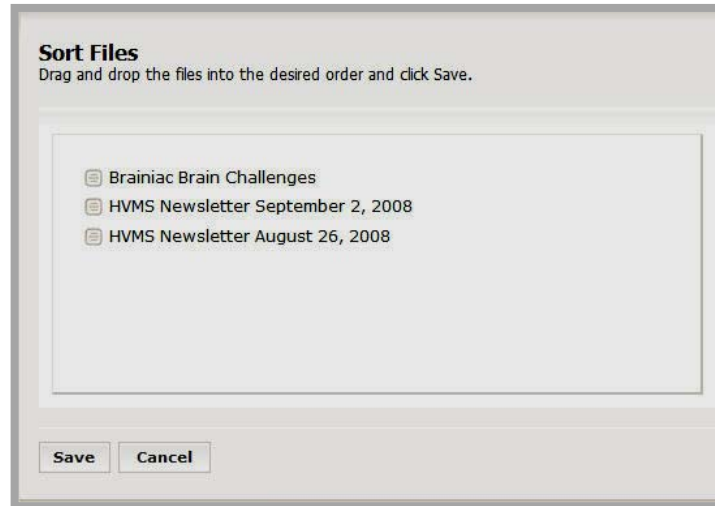 Sort Files
Drag and drop the files into the desired order and click Save.
Brainiac Brain Challenges
HVMS Newsletter September 2, 2008
HVMS Newsletter August 26, 2008
Save Cancel